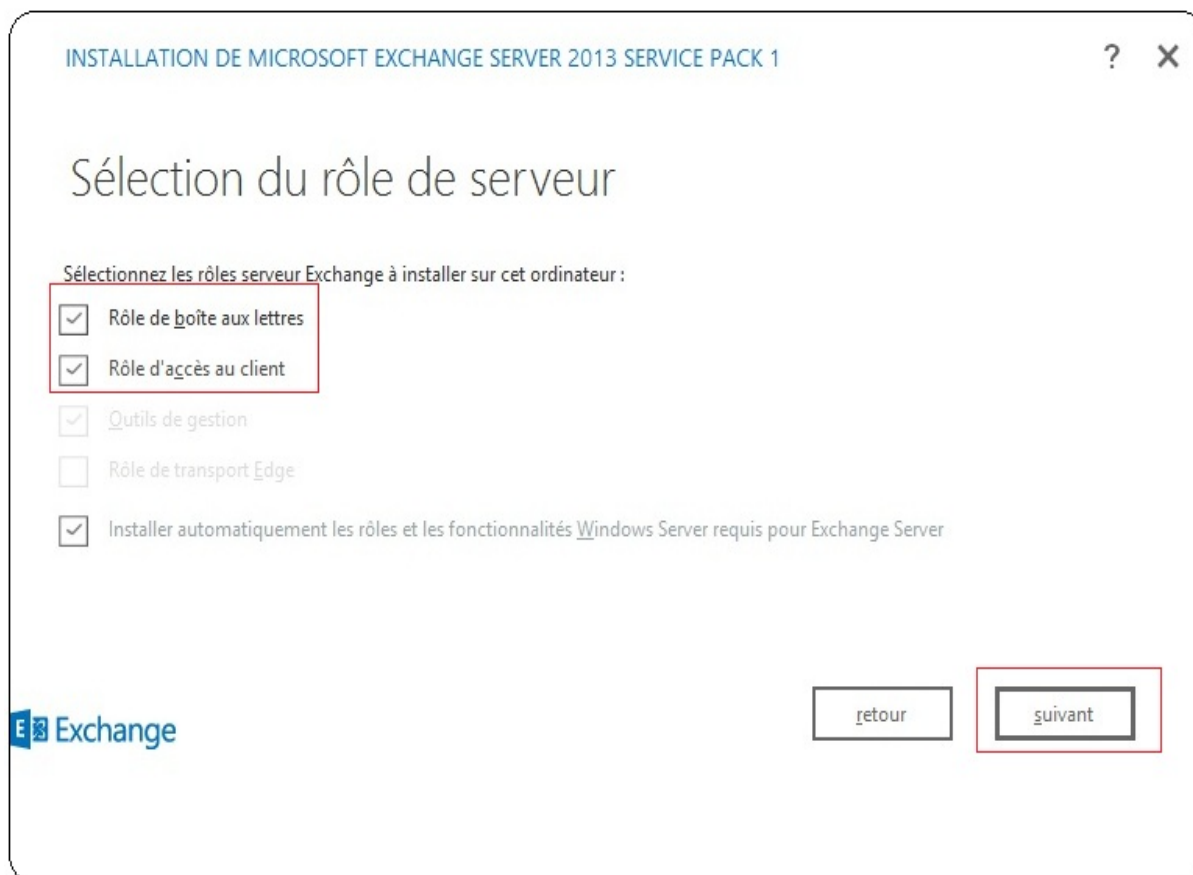 INSTALLATION DE MICROSOFT EXCHANGE SERVER 2013 SERVICE PACK 1
?
Sélection du rôle de serveur
Sélectionnez les rôles serveur Exchange à installer sur cet ordinateur :
Rôle de boîte aux lettres
Rôle d'accès au client
Outils de gestion
Rôle de transport Edge
Installer automatiquement les rôles et les fonctionnalités Windows Server requis pour Exchange Server
retour
suivant
E Exchange